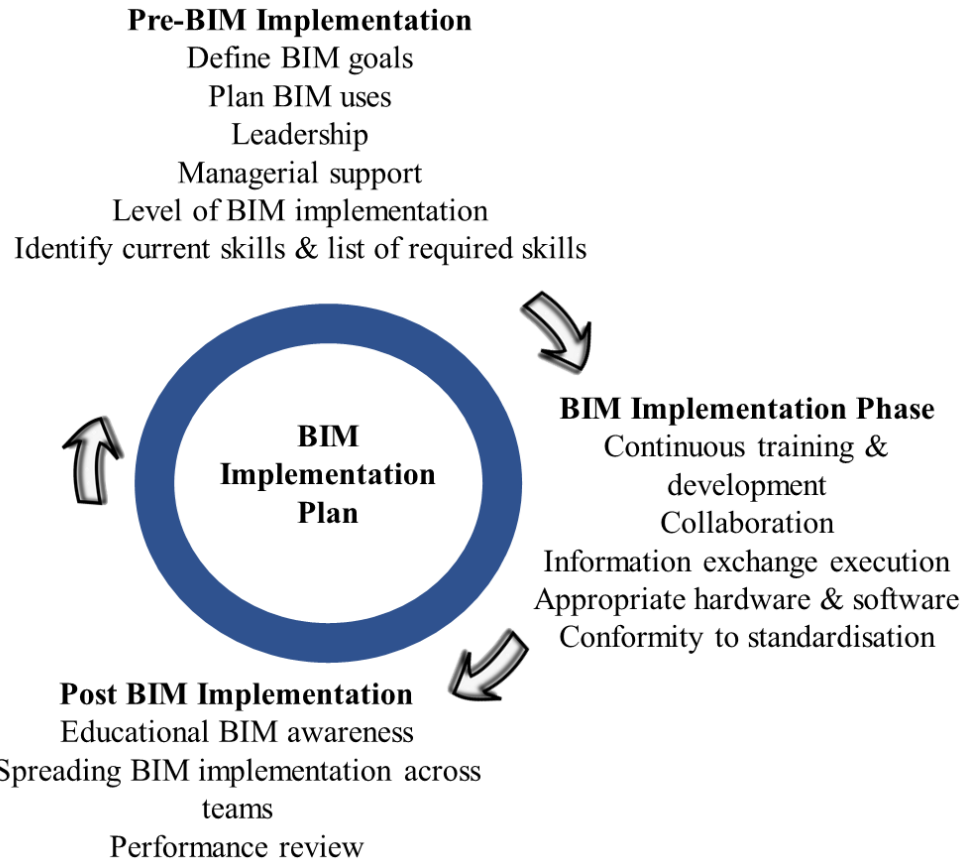 Pre-BIM Implementation
Define BIM goals
Plan BIM uses
Leadership
Managerial support
Level of BIM implementation
Identify current skills & list of required skills
BIM
Implementation
Plan
BIM Implementation Phase
Continuous training &
development
Collaboration
Information exchange execution
Appropriate hardware & software
Conformity to standardisation
Post BIM Implementation
Educational BIM awareness
Spreading BIM implementation across
teams
Performance review